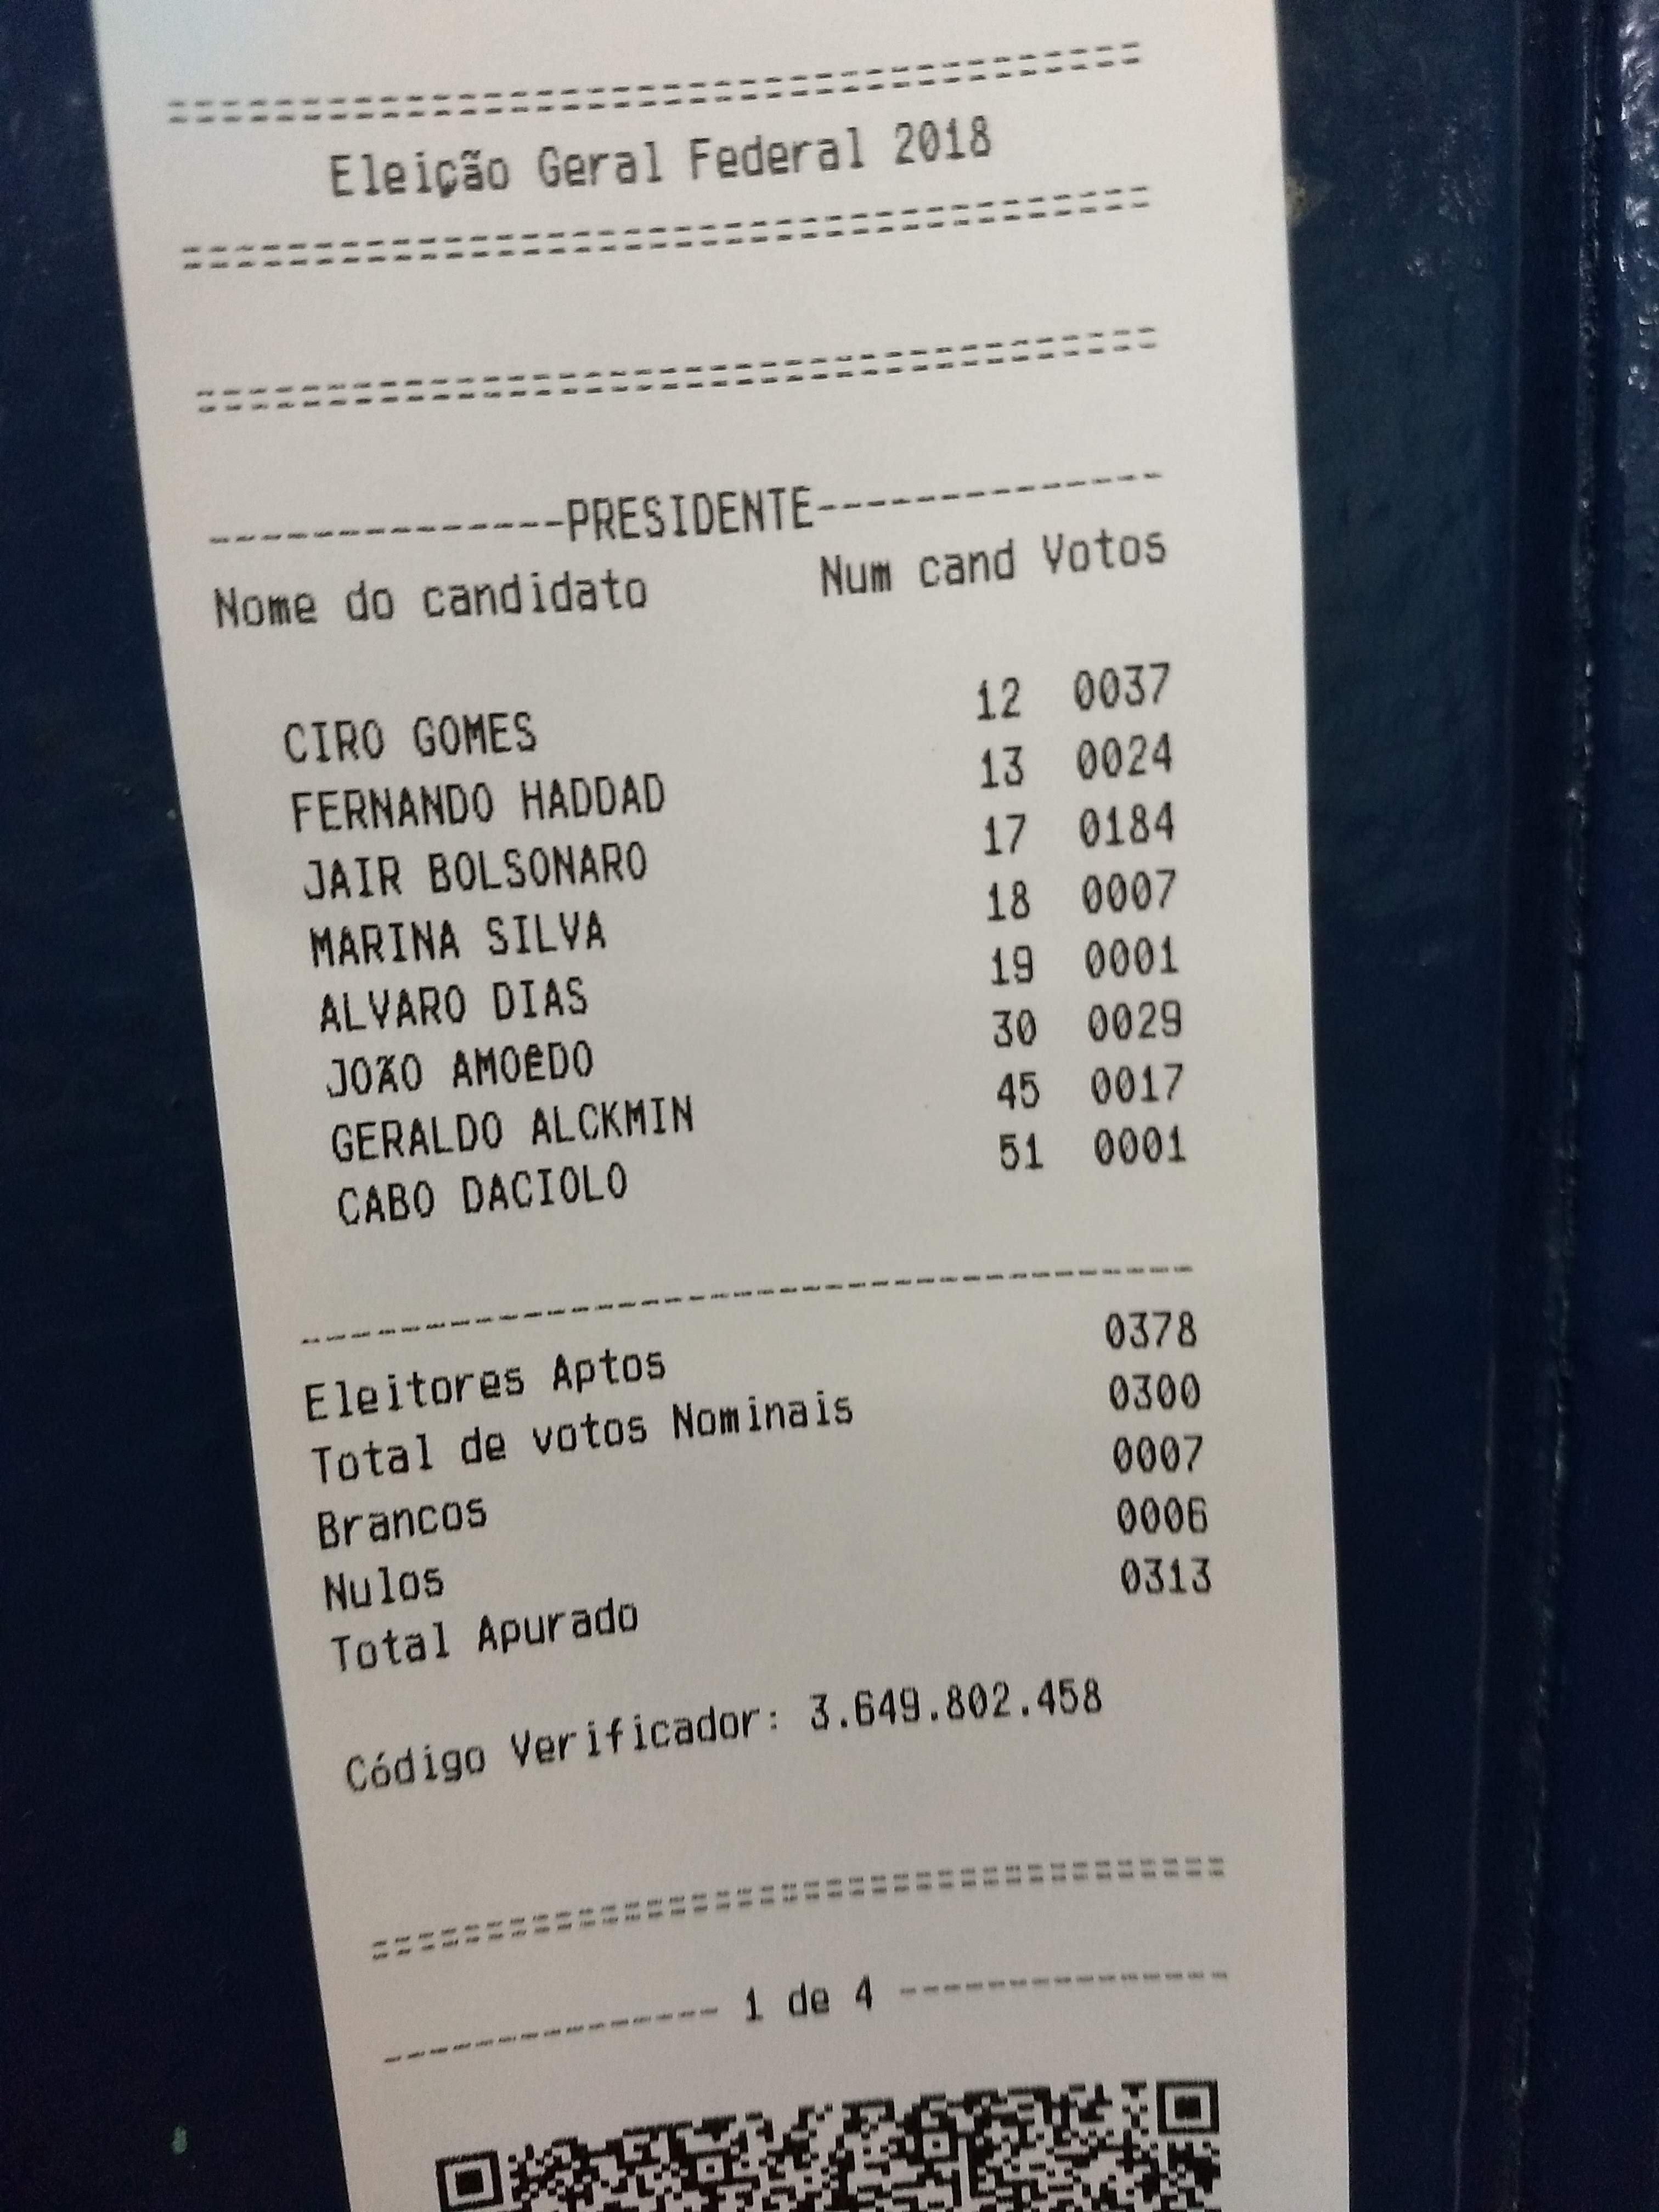 ========================================
Eleição Geral Federal 2018
========================================
========================================
--------------PRESIDENTE--------------
Nome do candidato Num cand Votos
CIRO GOMES 12 0037
FERNANDO HADDAD 13 0024
JAIR BOLSONARO 17 0184
MARINA SILVA 18 0007
ALVARO DIAS 19 0001
JOÃO AMOÊDO 30 0029
GERALDO ALCKMIN 45 0017
CABO DACIOLO 51 0001
----------------------------------------
Eleitores Aptos 0378
Total de votos Nominais 0300
Brancos 0007
Nulos 0006
Total Apurado 0313
Código Verificador: 3.649.802.458
========================================
-------------- 1 de 4 --------------